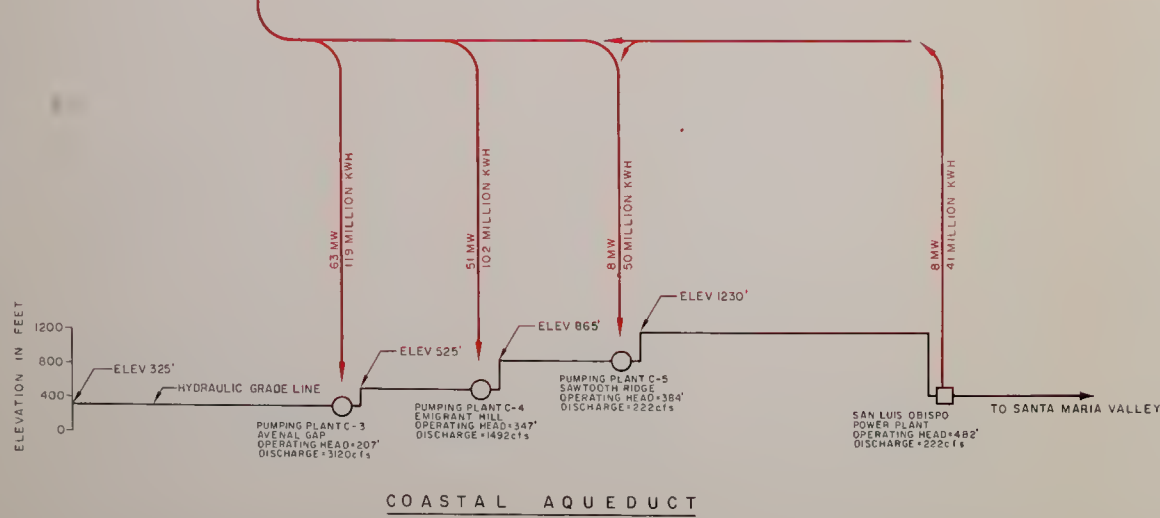 63 MW
119 MILLION KWH
51 MW
102 MILLION KWH
8 MW
50 MILLION KWH
8 MW
41 MILLION KWH
ELEVATION IN FEET
1200
800
400
0
ELEV 325'
HYDRAULIC GRADE LINE
ELEV 525'
ELEV 865'
ELEV 1230'
PUMPING PLANT C-3
AVENAL GAP
OPERATING HEAD=207'
DISCHARGE=3120cfs
PUMPING PLANT C-4
EMIGRANT HILL
OPERATING HEAD=347'
DISCHARGE=1492cfs
PUMPING PLANT C-5
SAWTOOTH RIDGE
OPERATING HEAD=384'
DISCHARGE=222cfs
SAN LUIS OBISPO
POWER PLANT
OPERATING HEAD=482'
DISCHARGE=222cfs
TO SANTA MARIA VALLEY
COASTAL AQUEDUCT